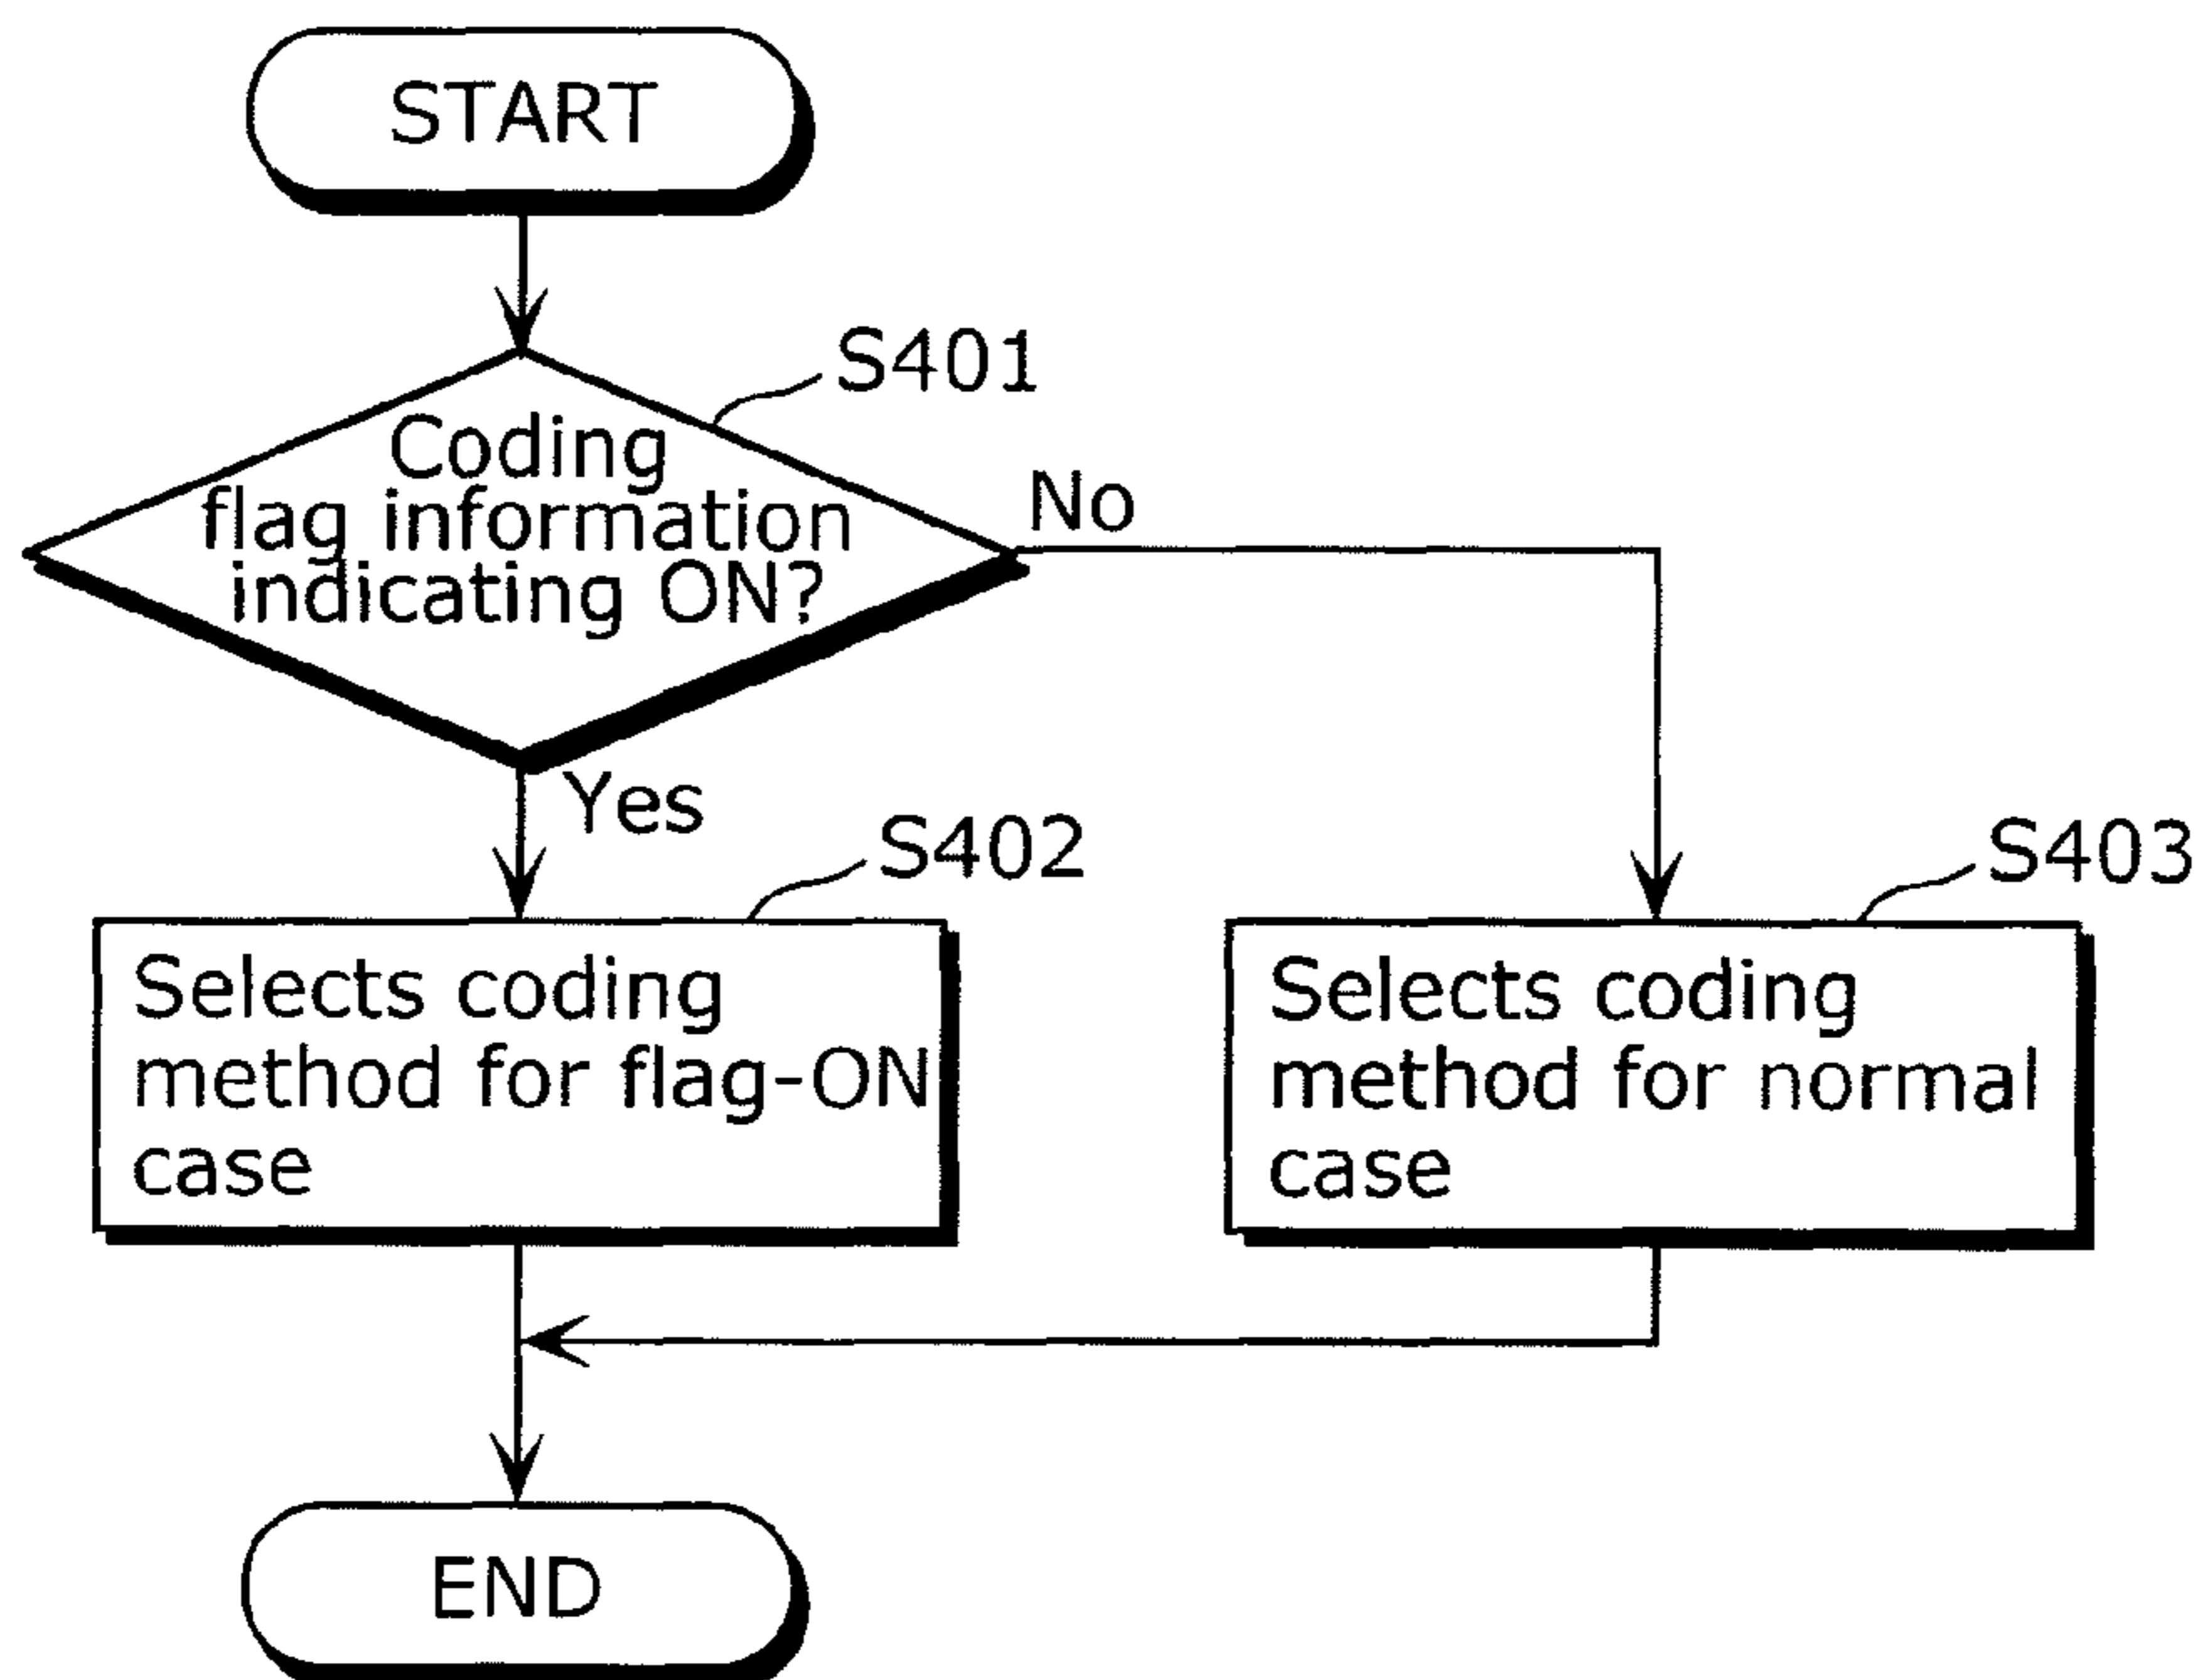 START
S401
Coding
flag information
indicating ON?
No
Yes
S402
S403
Selects coding
method for flag-ON
case
Selects coding
method for normal
case
END